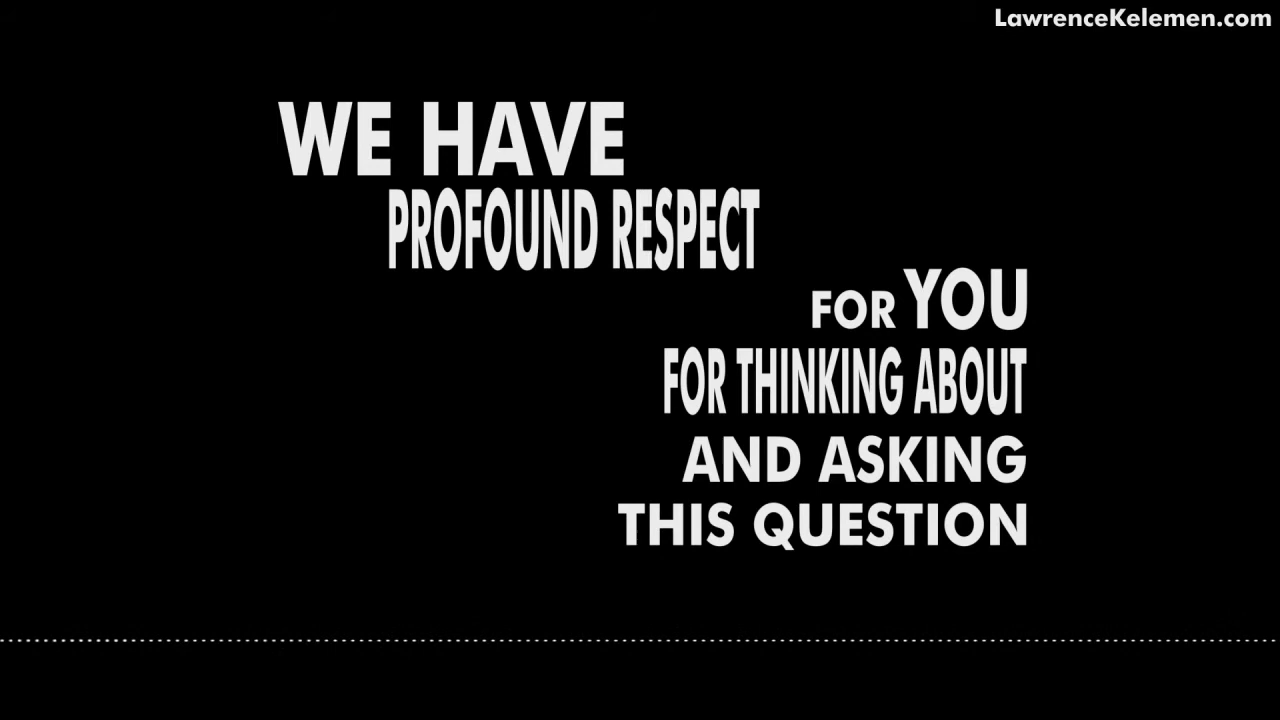 LawrenceKelemen.com
WE HAVE
PROFOUND RESPECT
FOR YOU
FOR THINKING ABOUT
AND ASKING
THIS QUESTION